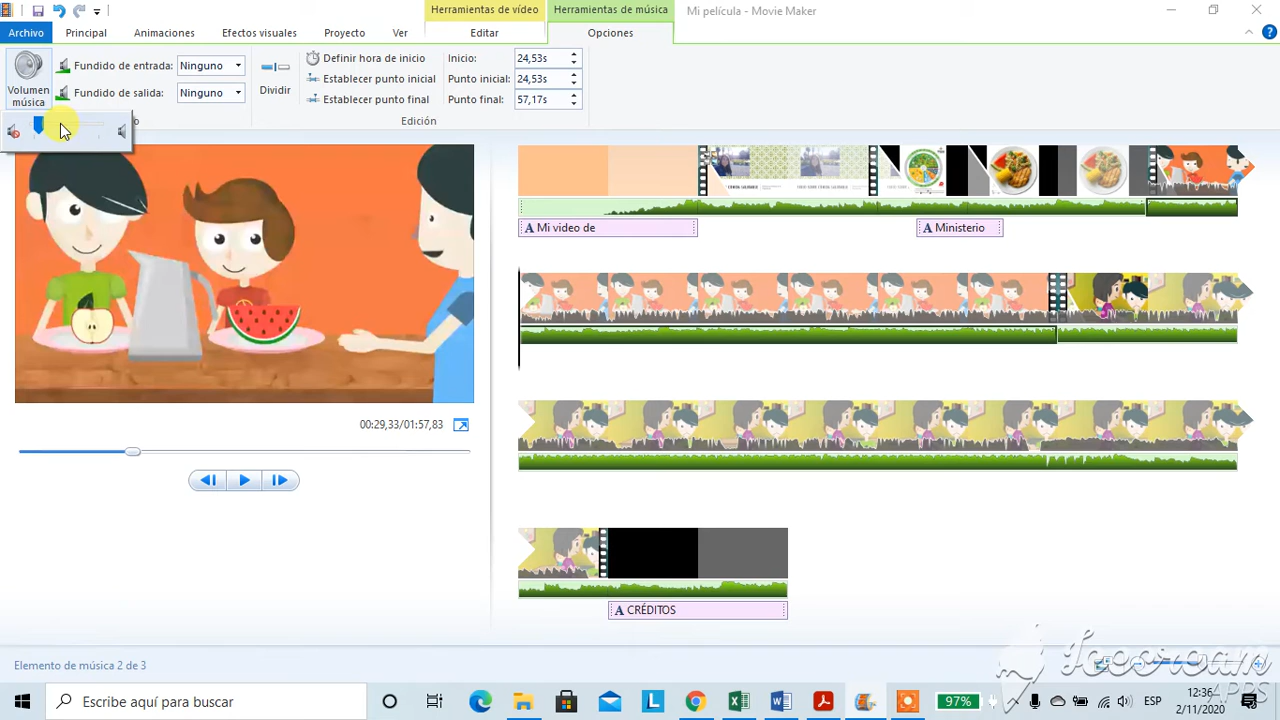 Herramientas de vídeo
Herramientas de música
Mi película - Movie Maker
Archivo
Principal
Animaciones
Efectos visuales
Proyecto
Ver
Editar
Opciones
Volumen
música
Fundido de entrada:
Ninguno
Fundido de salida:
Ninguno
Dividir
Definir hora de inicio
Establecer punto inicial
Establecer punto final
Inicio:
24,53s
Punto inicial:
24,53s
Punto final:
57,17s
Edición
A Mi video de
A Ministerio
00:29,33/01:57,83
A CRÉDITOS
Elemento de música 2 de 3
Escribe aquí para buscar
97%
ESP
12:36
2/11/2020
APPS